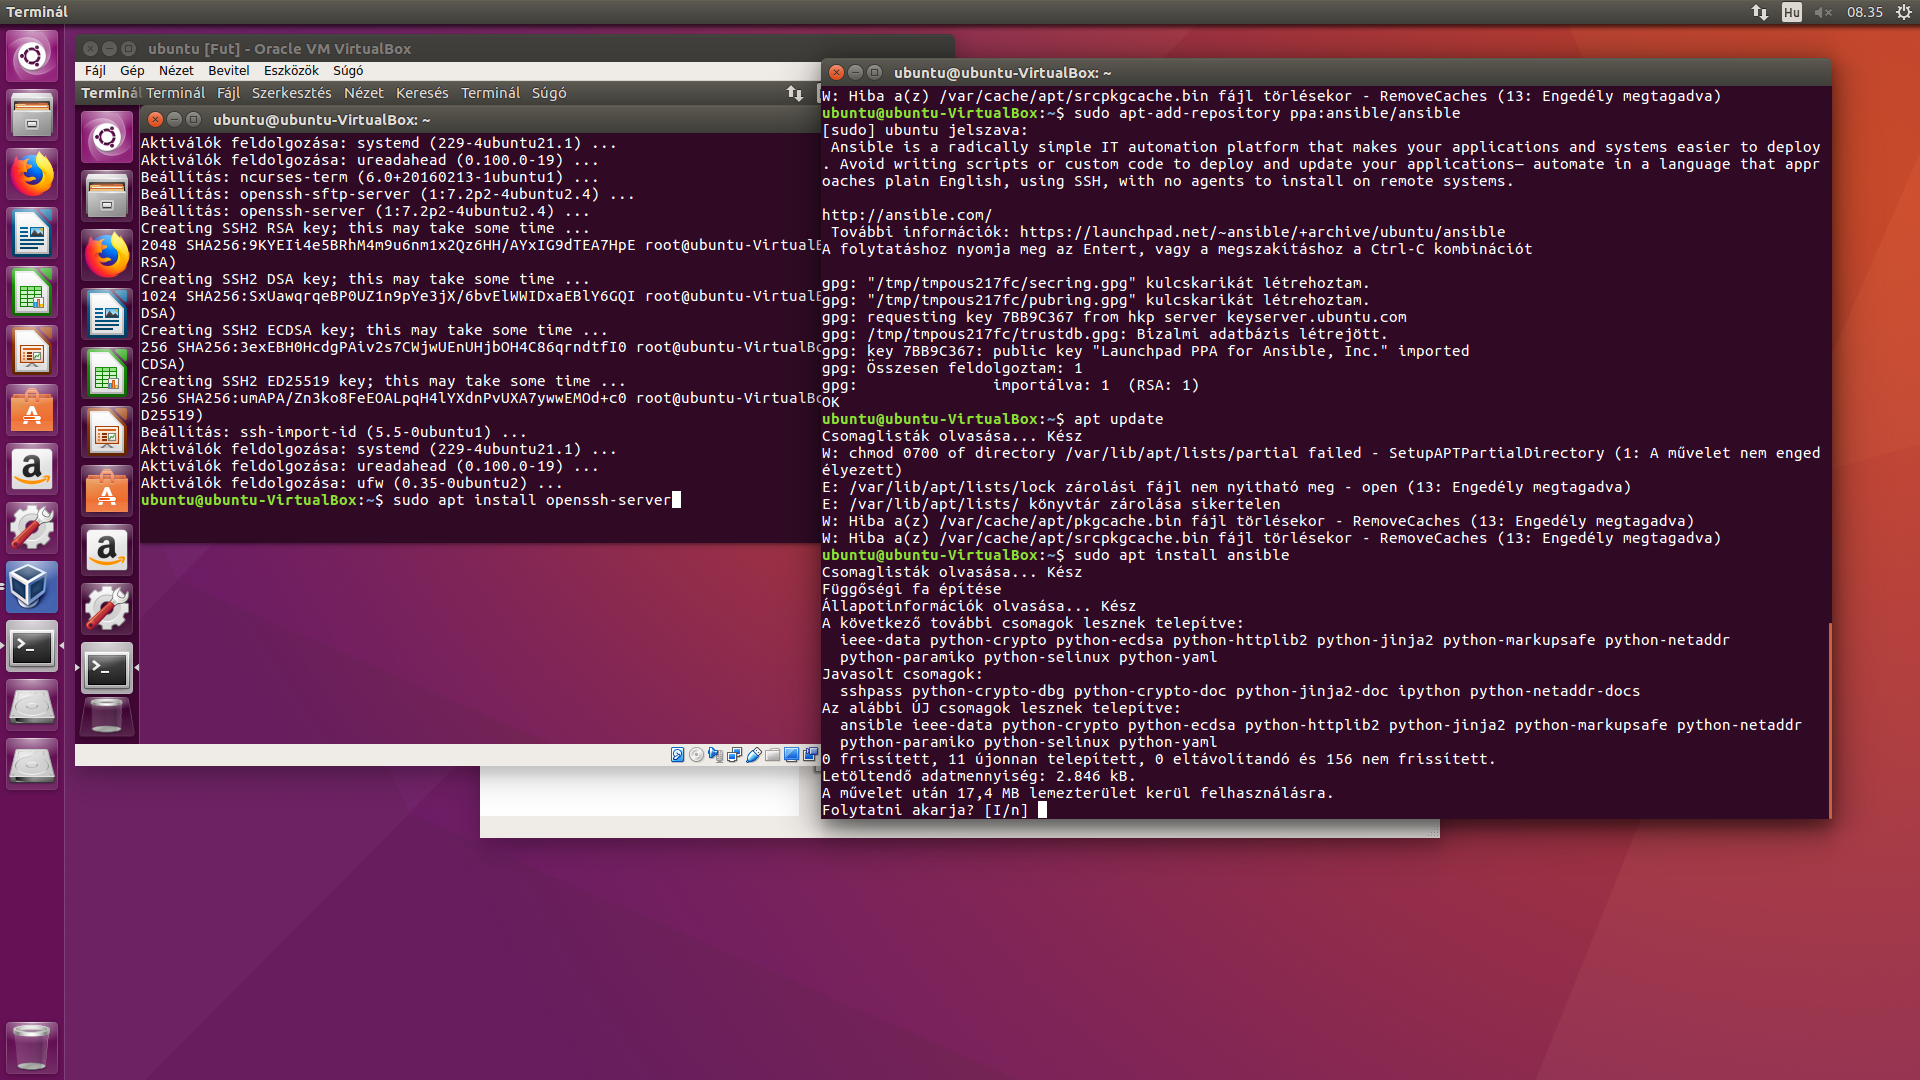 Terminál
Hu
08.35
ubuntu [Fut] - Oracle VM VirtualBox
Fájl Gép Nézet Bevitel Eszközök Súgó
Terminál Terminál Fájl Szerkesztés Nézet Keresés Terminál Súgó
ubuntu@ubuntu-VirtualBox: ~
Aktiválók feldolgozása: systemd (229-4ubuntu21.1) ...
Aktiválók feldolgozása: ureadahead (0.100.0-19) ...
Beállítás: ncurses-term (6.0+20160213-1ubuntu1) ...
Beállítás: openssh-sftp-server (1:7.2p2-4ubuntu2.4) ...
Beállítás: openssh-server (1:7.2p2-4ubuntu2.4) ...
Creating SSH2 RSA key; this may take some time ...
2048 SHA256:9KYEIi4e5BRhM4m9u6nm1x2Qz6HH/AYxIG9dTEA7HpE root@ubuntu-Virtual
RSA)
Creating SSH2 DSA key; this may take some time ...
1024 SHA256:SxUawqrqeBP0UZ1n9pYe3jX/6bvElWWIDxaEBlY6GQI root@ubuntu-Virtual
DSA)
Creating SSH2 ECDSA key; this may take some time ...
256 SHA256:3exEBH0HcdgPAiv2s7CWjwUEnUHjbOH4C86qrndtfI0 root@ubuntu-VirtualB
CDSA)
Creating SSH2 ED25519 key; this may take some time ...
256 SHA256:umAPA/Zn3ko8FeEOALpqH4lYXdnPvUXA7ywwEMOd+c0 root@ubuntu-VirtualB
D25519)
Beállítás: ssh-import-id (5.5-0ubuntu1) ...
Aktiválók feldolgozása: systemd (229-4ubuntu21.1) ...
Aktiválók feldolgozása: ureadahead (0.100.0-19) ...
Aktiválók feldolgozása: ufw (0.35-0ubuntu2) ...
ubuntu@ubuntu-VirtualBox:~$ sudo apt install openssh-server
ubuntu@ubuntu-VirtualBox: ~
W: Hiba a(z) /var/cache/apt/srcpkgcache.bin fájl törlésekor - RemoveCaches (13: Engedély megtagadva)
ubuntu@ubuntu-VirtualBox:~$ sudo apt-add-repository ppa:ansible/ansible
[sudo] ubuntu jelszava:
Ansible is a radically simple IT automation platform that makes your applications and systems easier to deploy
. Avoid writing scripts or custom code to deploy and update your applications— automate in a language that appr
oaches plain English, using SSH, with no agents to install on remote systems.
http://ansible.com/
További információk: https://launchpad.net/~ansible/+archive/ubuntu/ansible
A folytatáshoz nyomja meg az Entert, vagy a megszakításhoz a Ctrl-C kombinációt
gpg: "/tmp/tmpous217fc/secring.gpg" kulcskarikát létrehoztam.
gpg: "/tmp/tmpous217fc/pubring.gpg" kulcskarikát létrehoztam.
gpg: requesting key 7BB9C367 from hkp server keyserver.ubuntu.com
gpg: /tmp/tmpous217fc/trustdb.gpg: Bizalmi adatbázis létrejött.
gpg: key 7BB9C367: public key "Launchpad PPA for Ansible, Inc." imported
gpg: Összesen feldolgoztam: 1
gpg: importálva: 1 (RSA: 1)
OK
ubuntu@ubuntu-VirtualBox:~$ apt update
Csomaglisták olvasása... Kész
W: chmod 0700 of directory /var/lib/apt/lists/partial failed - SetupAPTPartialDirectory (1: A művelet nem enged
élyezett)
E: /var/lib/apt/lists/lock zárolási fájl nem nyitható meg - open (13: Engedély megtagadva)
E: /var/lib/apt/lists/ könyvtár zárolása sikertelen
W: Hiba a(z) /var/cache/apt/pkgcache.bin fájl törlésekor - RemoveCaches (13: Engedély megtagadva)
W: Hiba a(z) /var/cache/apt/srcpkgcache.bin fájl törlésekor - RemoveCaches (13: Engedély megtagadva)
ubuntu@ubuntu-VirtualBox:~$ sudo apt install ansible
Csomaglisták olvasása... Kész
Függőségi fa építése
Állapotinformációk olvasása... Kész
A következő további csomagok lesznek telepítve:
ieee-data python-crypto python-ecdsa python-httplib2 python-jinja2 python-markupsafe python-netaddr
python-paramiko python-selinux python-yaml
Javasolt csomagok:
sshpass python-crypto-dbg python-crypto-doc python-jinja2-doc ipython python-netaddr-docs
Az alábbi ÚJ csomagok lesznek telepítve:
ansible ieee-data python-crypto python-ecdsa python-httplib2 python-jinja2 python-markupsafe python-netaddr
python-paramiko python-selinux python-yaml
0 frissített, 11 újonnan telepített, 0 eltávolítandó és 156 nem frissített.
Letöltendő adatmennyiség: 2.846 kB.
A művelet után 17,4 MB lemezterület kerül felhasználásra.
Folytatni akarja? [I/n]